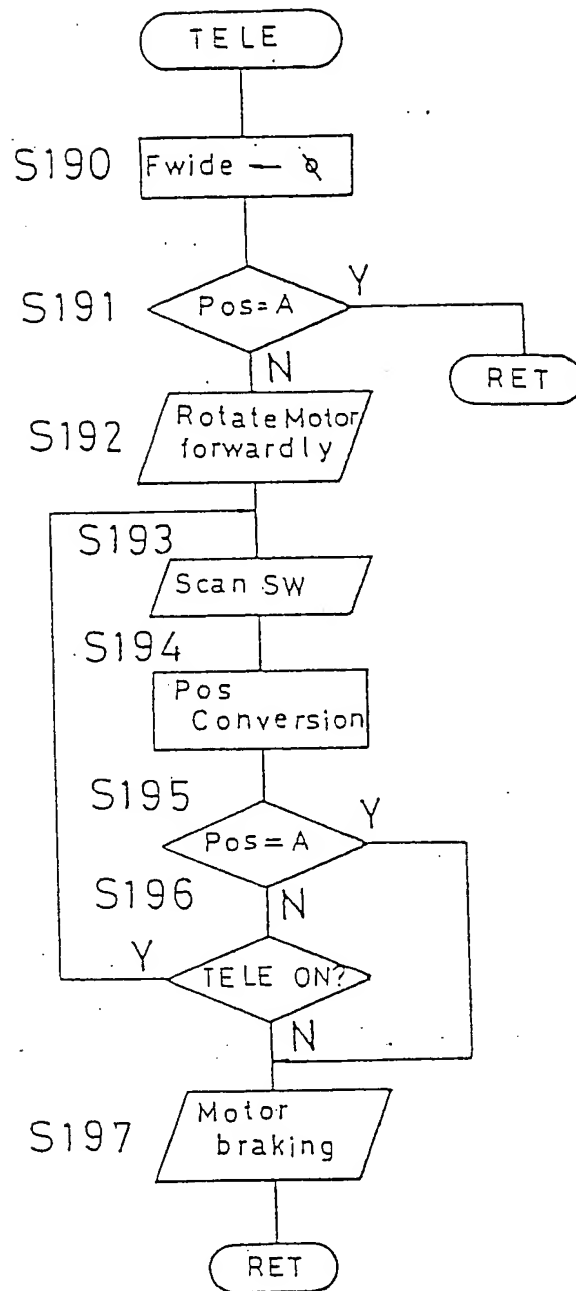 TELE
S190
Fwide — 0
S191
Pos=A
Y
N
RET
S192
Rotate Motor
forwardly
S193
Scan SW
S194
Pos
Conversion
S195
Pos=A
Y
S196
N
Y
TELE ON?
N
S197
Motor
braking
RET